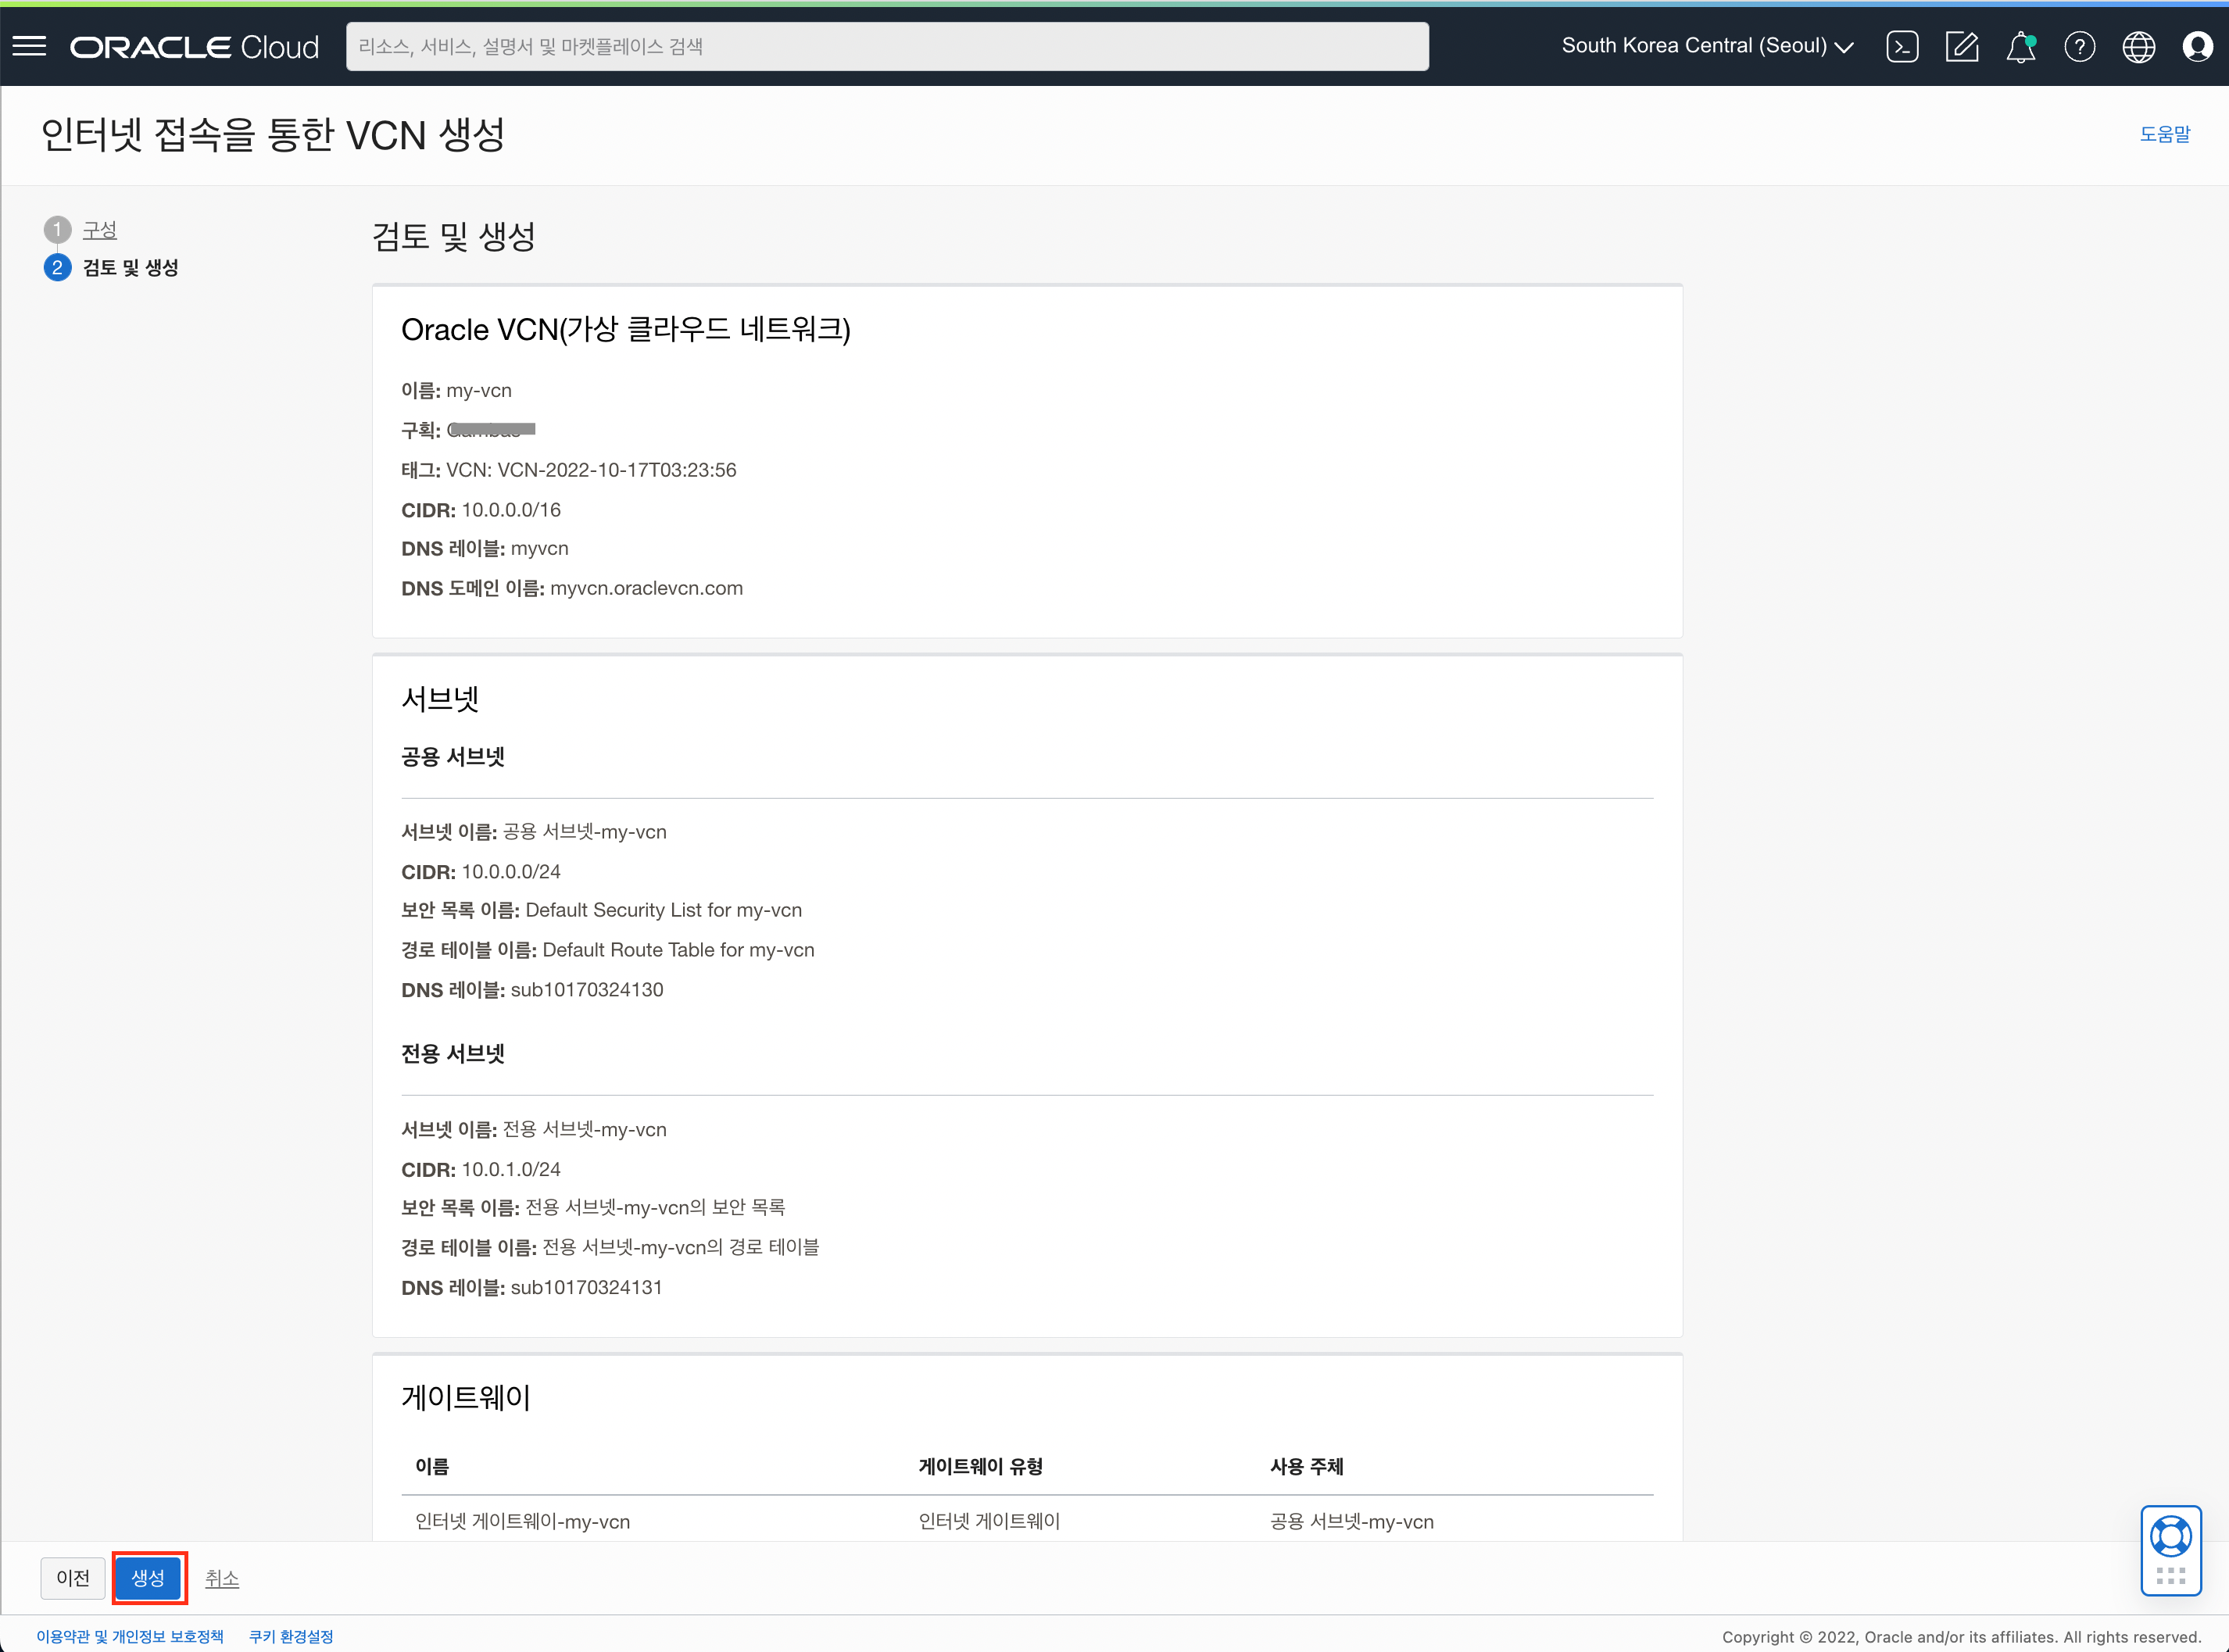 ORACLE Cloud
리소스, 서비스, 설명서 및 마켓플레이스 검색
South Korea Central (Seoul)
인터넷 접속을 통한 VCN 생성
도움말
1 구성
2 검토 및 생성
검토 및 생성
Oracle VCN(가상 클라우드 네트워크)
이름: my-vcn
구획:
태그: VCN: VCN-2022-10-17T03:23:56
CIDR: 10.0.0.0/16
DNS 레이블: myvcn
DNS 도메인 이름: myvcn.oraclevcn.com
서브넷
공용 서브넷
서브넷 이름: 공용 서브넷-my-vcn
CIDR: 10.0.0.0/24
보안 목록 이름: Default Security List for my-vcn
경로 테이블 이름: Default Route Table for my-vcn
DNS 레이블: sub10170324130
전용 서브넷
서브넷 이름: 전용 서브넷-my-vcn
CIDR: 10.0.1.0/24
보안 목록 이름: 전용 서브넷-my-vcn의 보안 목록
경로 테이블 이름: 전용 서브넷-my-vcn의 경로 테이블
DNS 레이블: sub10170324131
게이트웨이
이름 게이트웨이 유형 사용 주체
인터넷 게이트웨이-my-vcn 인터넷 게이트웨이 공용 서브넷-my-vcn
이전 생성 취소
이용약관 및 개인정보 보호정책 쿠키 환경설정
Copyright © 2022, Oracle and/or its affiliates. All rights reserved.